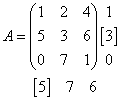 A = (1 2 4) 1
(5 3 6) [3]
(0 7 1) 0
[5] 7 6